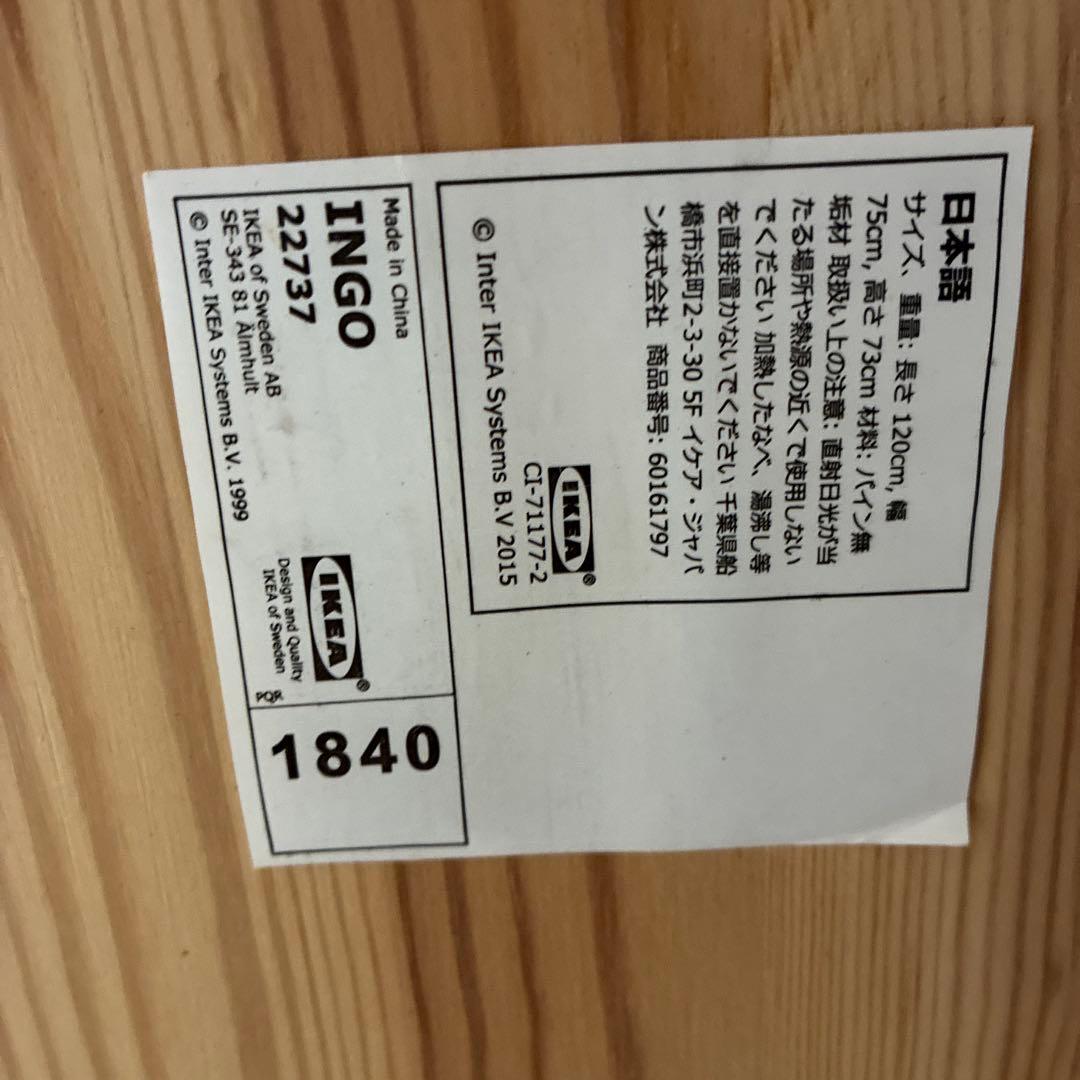 日本語
サイズ、重量: 長さ 120cm, 幅
75cm, 高さ 73cm 材料: パイン無
垢材 取扱い上の注意: 直射日光が当
たる場所や熱源の近くで使用しない
でください 加熱したなべ、湯沸し等
を直接置かないでください 千葉県船
橋市浜町2-3-30 5F イケア・ジャパ
ン株式会社 商品番号: 60161797
IKEA®
CI-71177-2
© Inter IKEA Systems B.V 2015
Made in China
INGO
22737
IKEA of Sweden AB
SE-343 81 Älmhult
© Inter IKEA Systems B.V. 1999
IKEA®
Design and Quality
IKEA of Sweden
1840